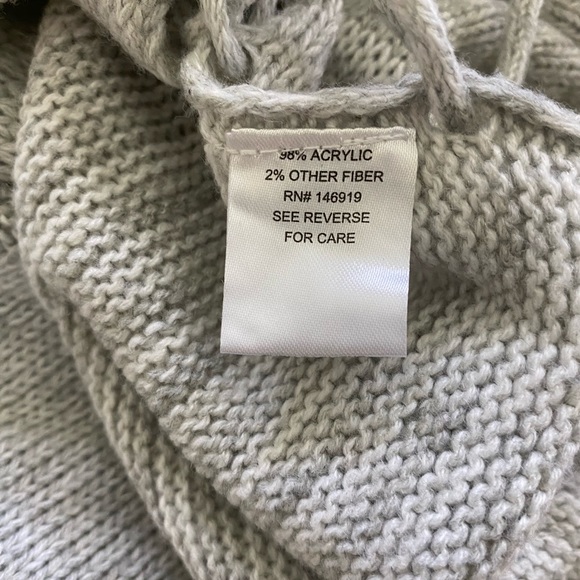 98% ACRYLIC
2% OTHER FIBER
RN# 146919
SEE REVERSE
FOR CARE